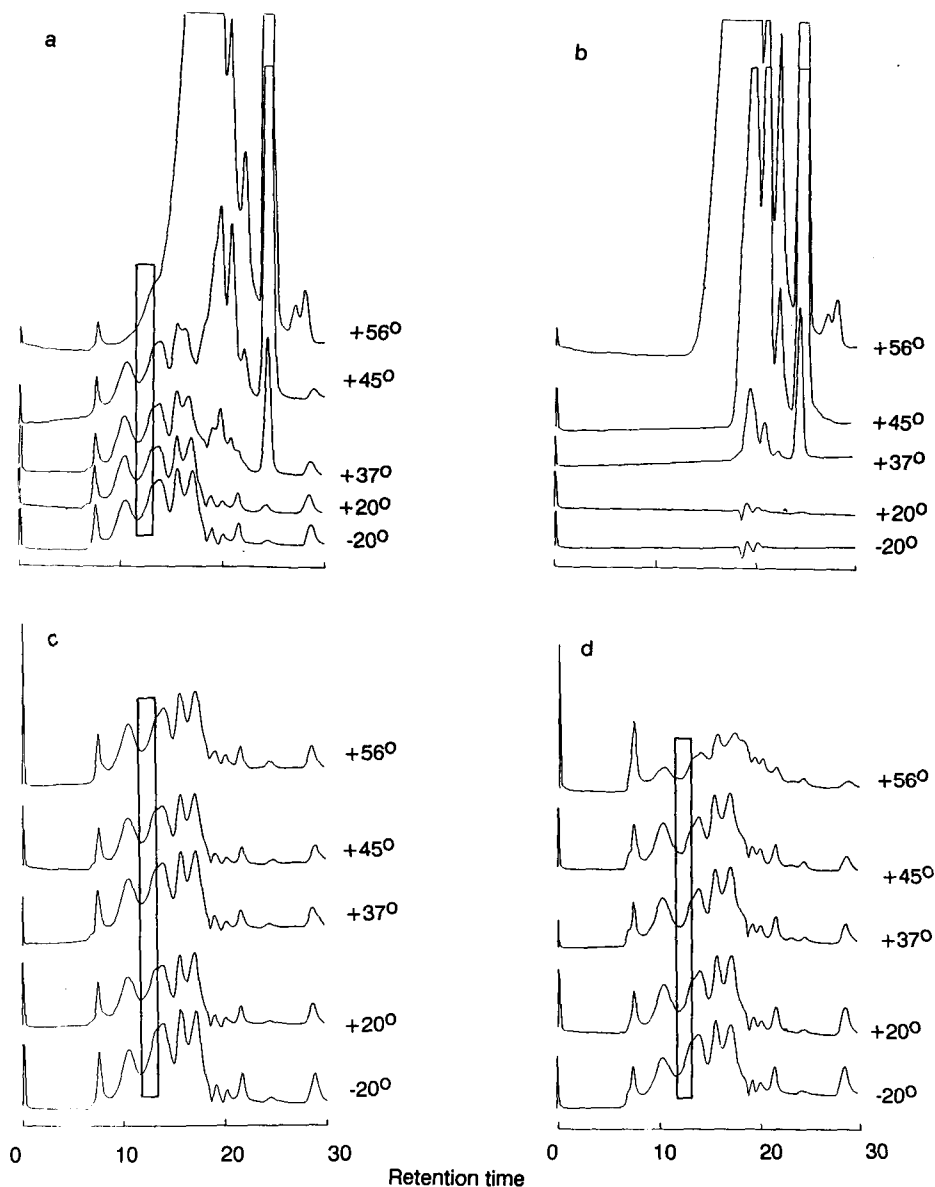 a
+56º
+45º
+37º
+20º
-20º
b
+56º
+45º
+37º
+20º
-20º
c
+56º
+45º
+37º
+20º
-20º
d
+56º
+45º
+37º
+20º
-20º
0 10 20 30
0 10 20 30
Retention time